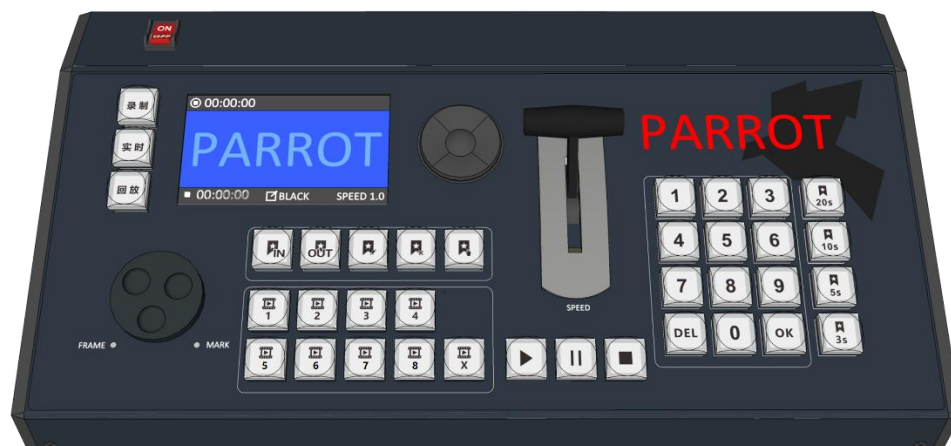 ON
OFF
录制
实时
回放
00:00:00
PARROT
00:00:00
BLACK
SPEED 1.0
PARROT
IN
OUT
1
2
3
4
5
6
7
8
X
FRAME
MARK
SPEED
1
2
3
20s
4
5
6
10s
7
8
9
5s
DEL
0
OK
3s